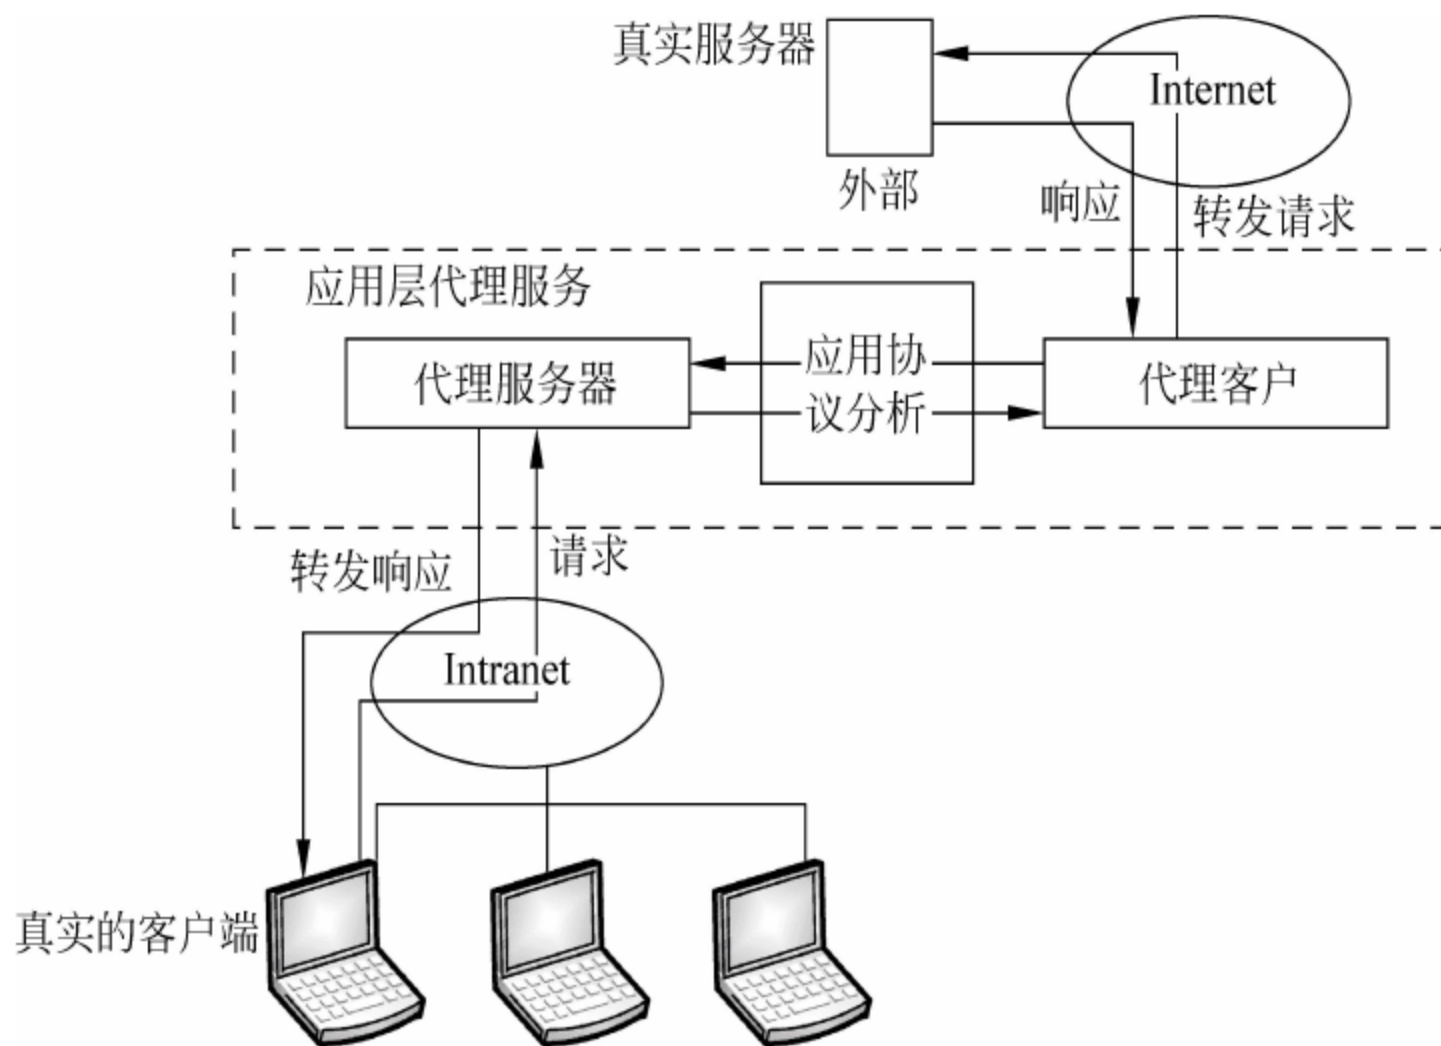 真实服务器
Internet
外部
响应
转发请求
应用层代理服务
代理服务器
应用协
议分析
代理客户
转发响应
请求
Intranet
真实的客户端